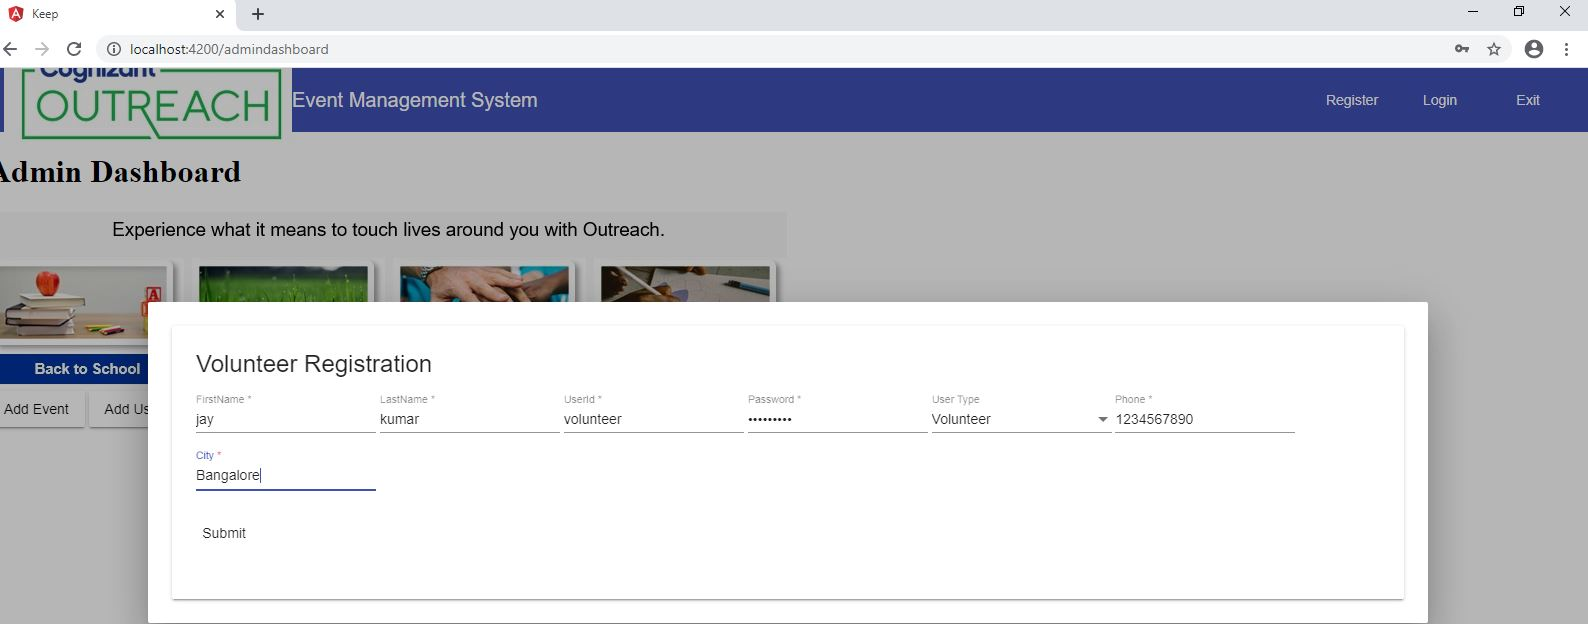 Keep
localhost:4200/admindashboard
Cognizant
OUTREACH
Event Management System
Register
Login
Exit
Admin Dashboard
Experience what it means to touch lives around you with Outreach.
A
Back to School
Add Event
Add Us
Volunteer Registration
FirstName *
LastName *
UserId *
Password *
User Type
Phone *
jay
kumar
volunteer
•••••••••
Volunteer
1234567890
City *
Bangalore
Submit